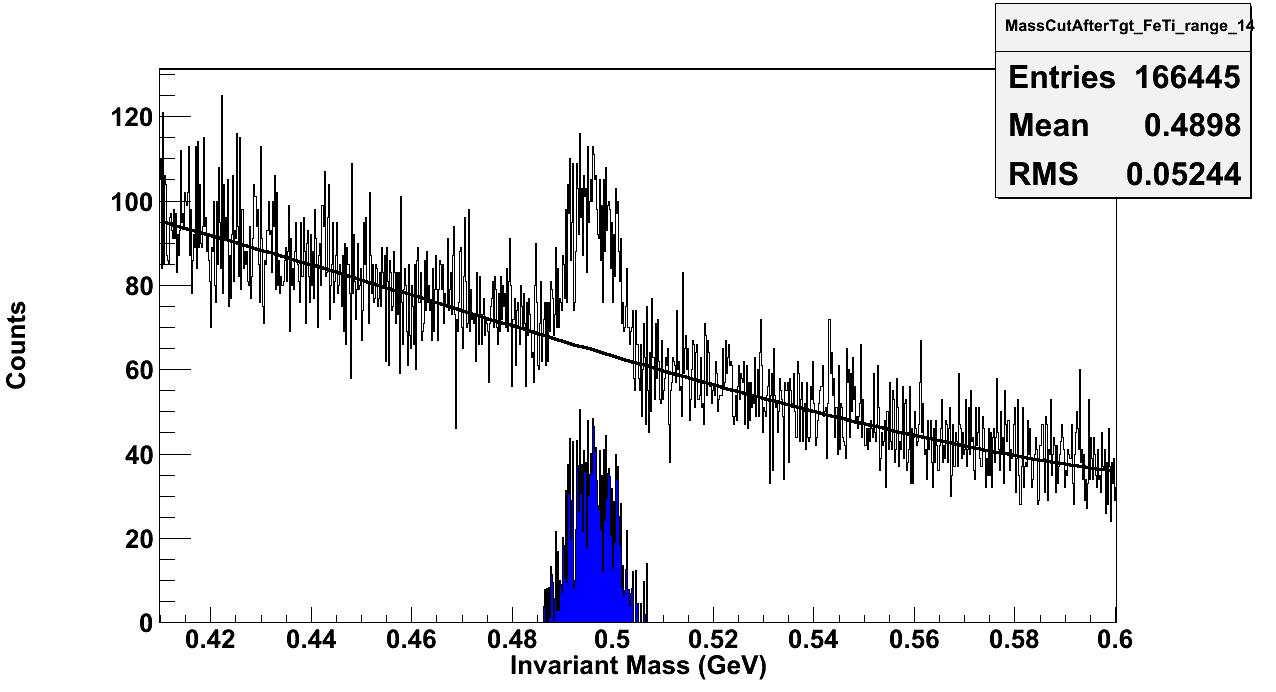 MassCutAfterTgt_FeTi_range_14
Entries 166445
Mean 0.4898
RMS 0.05244
120
100
80
60
40
20
0
Counts
0.42 0.44 0.46 0.48 0.5 0.52 0.54 0.56 0.58 0.6
Invariant Mass (GeV)